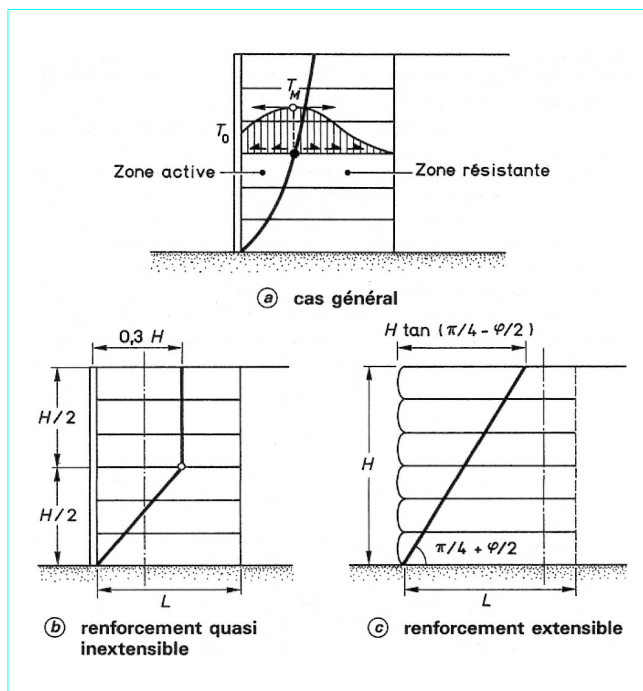 T_M
T_0
Zone active
Zone résistante
ⓐ cas général
0,3 H
H tan (π/4 - φ/2)
H/2
H
H/2
π/4 + φ/2
L
L
ⓑ renforcement quasi
inextensible
ⓒ renforcement extensible